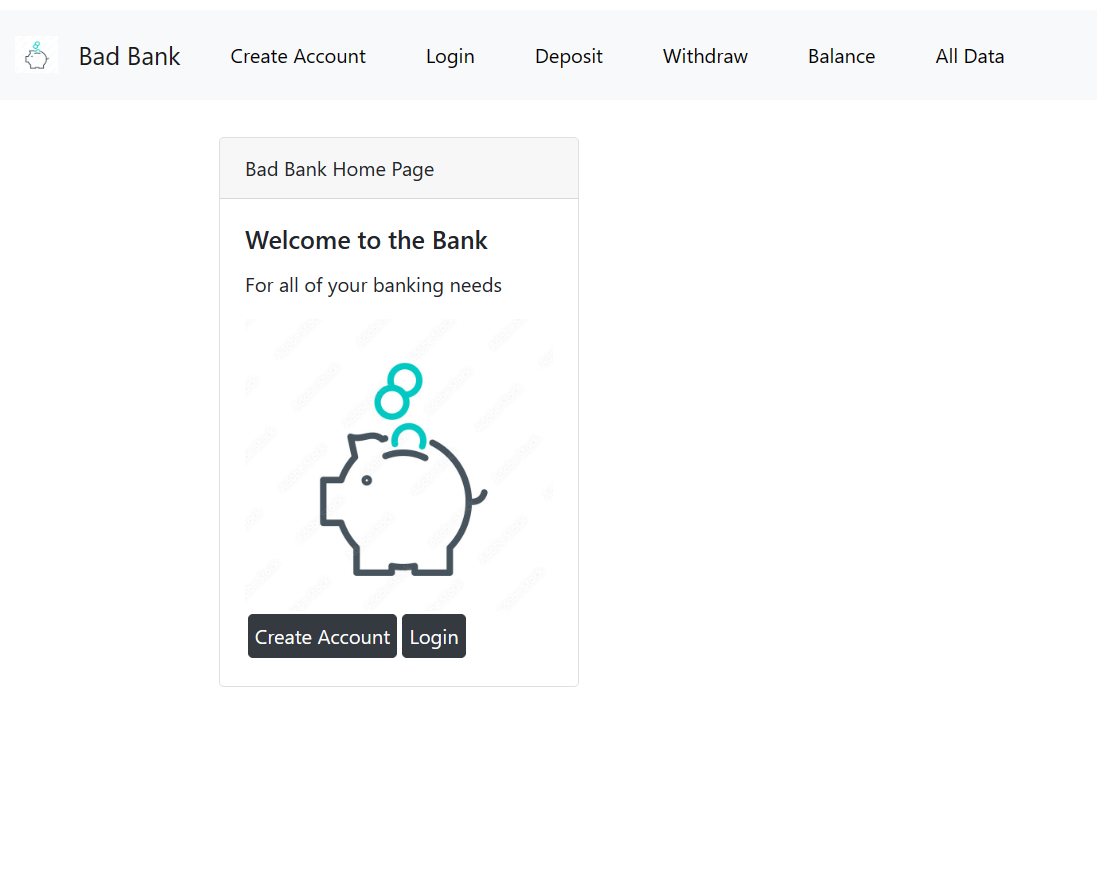 Bad Bank Create Account Login Deposit Withdraw Balance All Data
Bad Bank Home Page
Welcome to the Bank
For all of your banking needs
Create Account Login